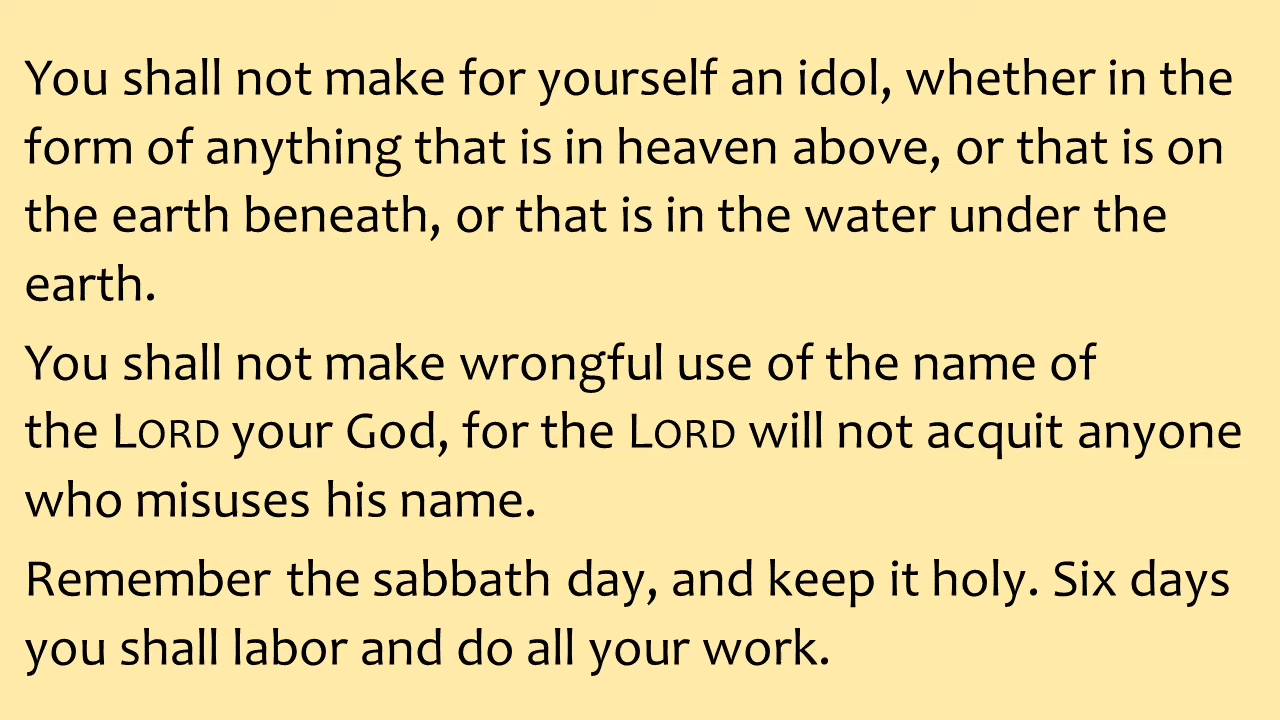 You shall not make for yourself an idol, whether in the
form of anything that is in heaven above, or that is on
the earth beneath, or that is in the water under the
earth.
You shall not make wrongful use of the name of
the LORD your God, for the LORD will not acquit anyone
who misuses his name.
Remember the sabbath day, and keep it holy. Six days
you shall labor and do all your work.